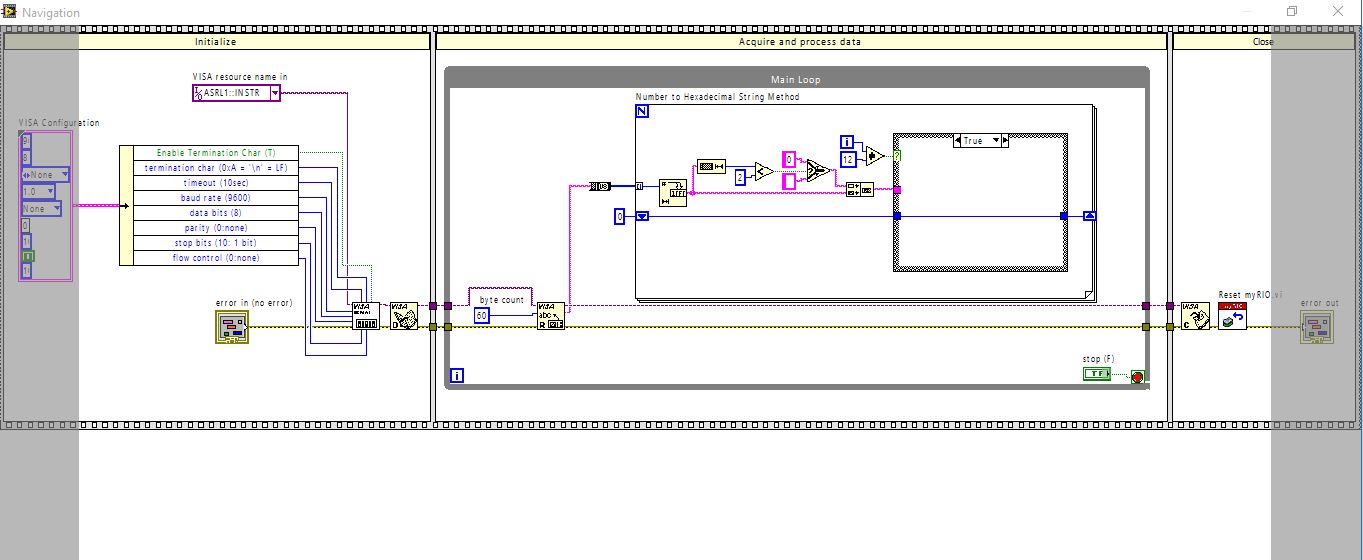 Navigation
Initialize
Acquire and process data
Close
Main Loop
VISA resource name in
ASRL1::INSTR
Number to Hexadecimal String Method
N
VISA Configuration
8
None
1.0
None
0
Enable Termination Char (T)
termination char (0xA = '\n' = LF)
timeout (10sec)
baud rate (9600)
data bits (8)
parity (0:none)
stop bits (10: 1 bit)
flow control (0:none)
i
12
0
2
True
?
0
error in (no error)
VISA
VISA
D
byte count
60
VISA
abc
R
VISA
C
Reset myRIO.vi
myRIO
error out
stop (F)
TF
i